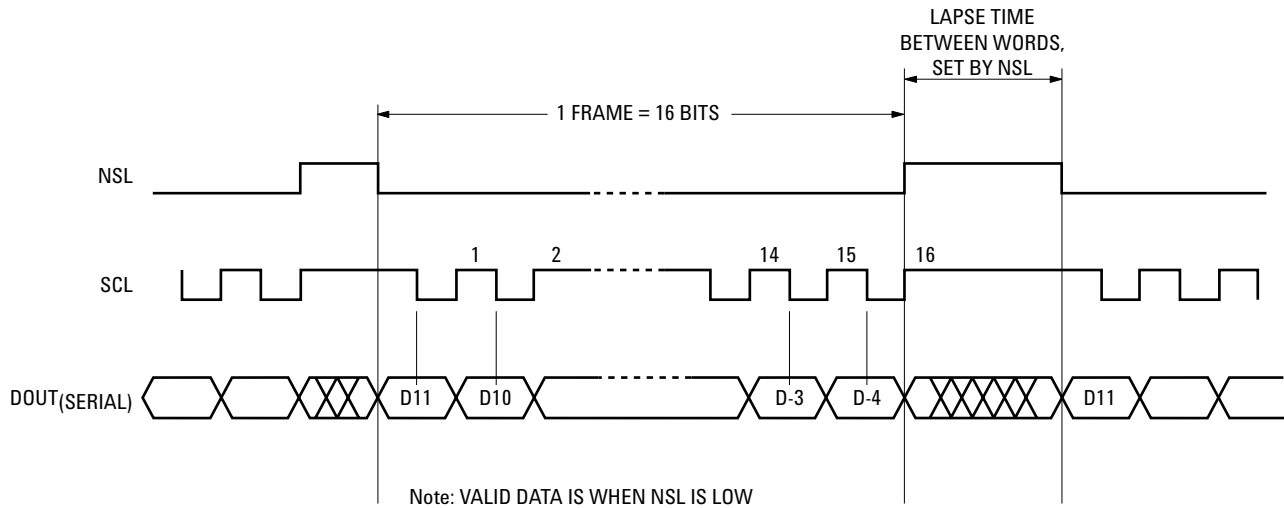 LAPSE TIME
BETWEEN WORDS,
SET BY NSL
1 FRAME = 16 BITS
NSL
1 2 14 15 16
SCL
DOUT(SERIAL) D11 D10 D-3 D-4 D11
Note: VALID DATA IS WHEN NSL IS LOW